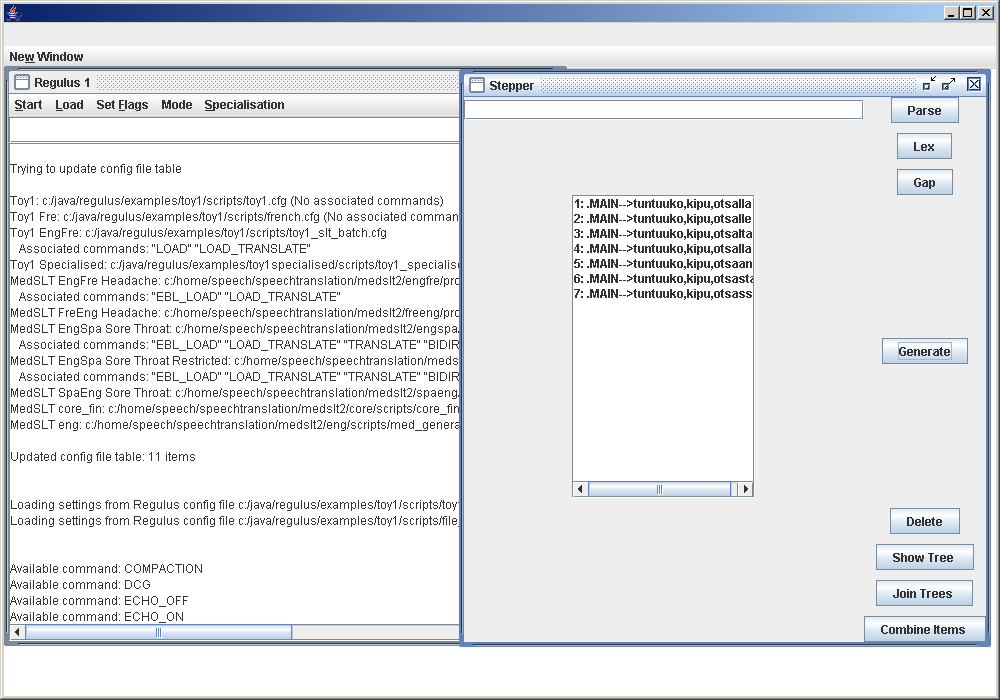 New Window
Regulus 1
Start Load Set Flags Mode Specialisation
Trying to update config file table
Toy1: c:/java/regulus/examples/toy1/scripts/toy1.cfg (No associated commands)
Toy1 Fre: c:/java/regulus/examples/toy1/scripts/french.cfg (No associated comman
Toy1 EngFre: c:/java/regulus/examples/toy1/scripts/toy1_slt_batch.cfg
Associated commands: "LOAD" "LOAD_TRANSLATE"
Toy1 Specialised: c:/java/regulus/examples/toy1specialised/scripts/toy1_specialise
MedSLT EngFre Headache: c:/home/speech/speechtranslation/medslt2/engfre/pro
Associated commands: "EBL_LOAD" "LOAD_TRANSLATE"
MedSLT FreEng Headache: c:/home/speech/speechtranslation/medslt2/freeng/pro
MedSLT EngSpa Sore Throat: c:/home/speech/speechtranslation/medslt2/engspa
Associated commands: "EBL_LOAD" "LOAD_TRANSLATE" "TRANSLATE" "BIDIR
MedSLT EngSpa Sore Throat Restricted: c:/home/speech/speechtranslation/meds
Associated commands: "EBL_LOAD" "LOAD_TRANSLATE" "TRANSLATE" "BIDIR
MedSLT SpaEng Sore Throat: c:/home/speech/speechtranslation/medslt2/spaeng
MedSLT core_fin: c:/home/speech/speechtranslation/medslt2/core/scripts/core_fin
MedSLT eng: c:/home/speech/speechtranslation/medslt2/eng/scripts/med_genera
Updated config file table: 11 items
Loading settings from Regulus config file c:/java/regulus/examples/toy1/scripts/toy
Loading settings from Regulus config file c:/java/regulus/examples/toy1/scripts/file
Available command: COMPACTION
Available command: DCG
Available command: ECHO_OFF
Available command: ECHO_ON
Stepper
Parse
Lex
Gap
1: .MAIN-->tuntuuko,kipu,otsalla
2: .MAIN-->tuntuuko,kipu,otsalle
3: .MAIN-->tuntuuko,kipu,otsalta
4: .MAIN-->tuntuuko,kipu,otsalla
5: .MAIN-->tuntuuko,kipu,otsaan
6: .MAIN-->tuntuuko,kipu,otsasta
7: .MAIN-->tuntuuko,kipu,otsass
Generate
Delete
Show Tree
Join Trees
Combine Items